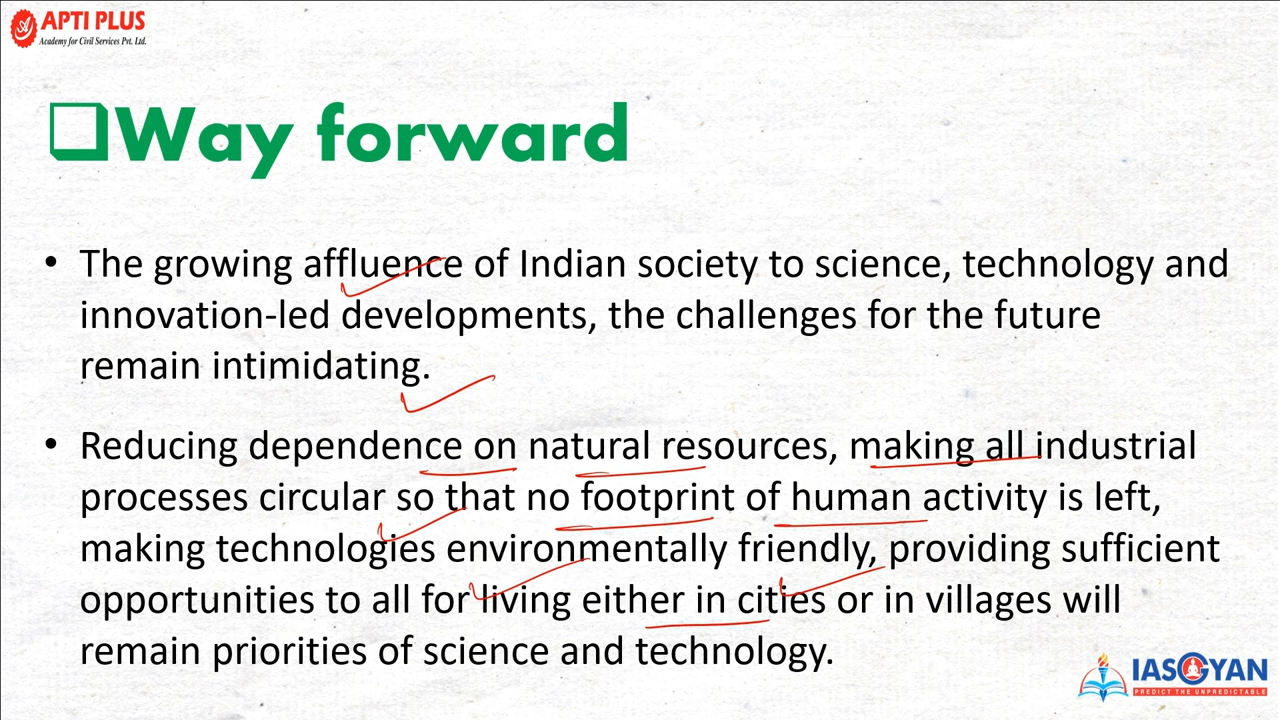 APTI PLUS
Academy for Civil Services Pvt. Ltd.
Way forward
• The growing affluence of Indian society to science, technology and
innovation-led developments, the challenges for the future
remain intimidating.
• Reducing dependence on natural resources, making all industrial
processes circular so that no footprint of human activity is left,
making technologies environmentally friendly, providing sufficient
opportunities to all for living either in cities or in villages will
remain priorities of science and technology.
IASGYAN
PREDICT THE UNPREDICTABLE